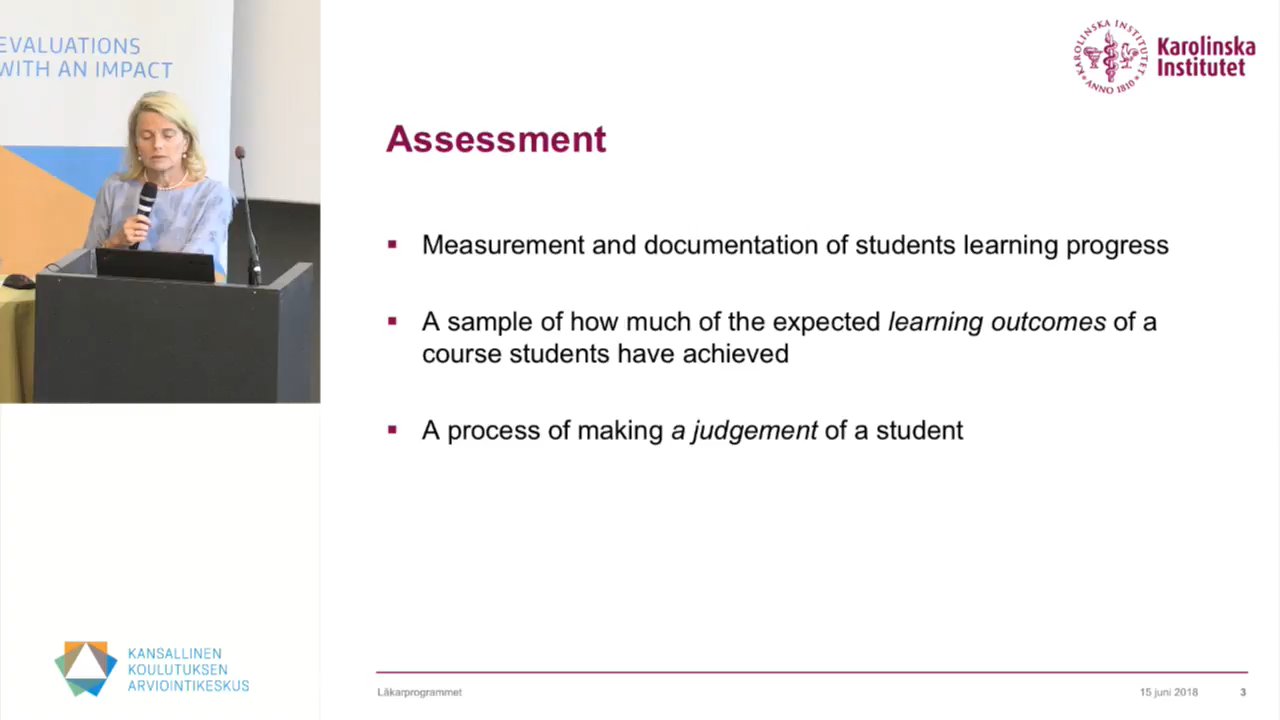 EVALUATIONS
WITH AN IMPACT
KAROLINSKA INSTITUTET
ANNO 1810
Karolinska
Institutet
Assessment
Measurement and documentation of students learning progress
A sample of how much of the expected learning outcomes of a
course students have achieved
A process of making a judgement of a student
KANSALLINEN
KOULUTUKSEN
ARVIOINTIKESKUS
Läkarprogrammet
15 juni 2018
3